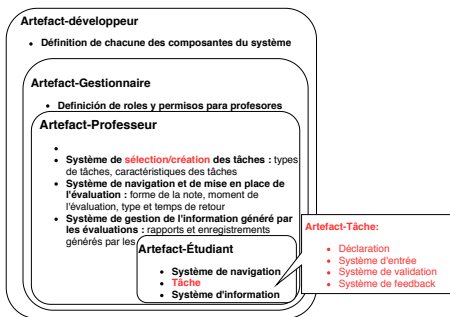 Artefact-développeur
• Définition de chacune des composantes du système
Artefact-Gestionnaire
• Definición de roles y permisos para profesores
Artefact-Professeur
•
• Système de sélection/création des tâches : types
de tâches, caractéristiques des tâches
• Système de navigation et de mise en place de
l'évaluation : forme de la note, moment de
l'évaluation, type et temps de retour
• Système de gestion de l'information généré par
les évaluations : rapports et enregistrements
générés par les
Artefact-Étudiant
• Système de navigation
• Tâche
• Système d'information
Artefact-Tâche:
• Déclaration
• Système d'entrée
• Système de validation
• Système de feedback